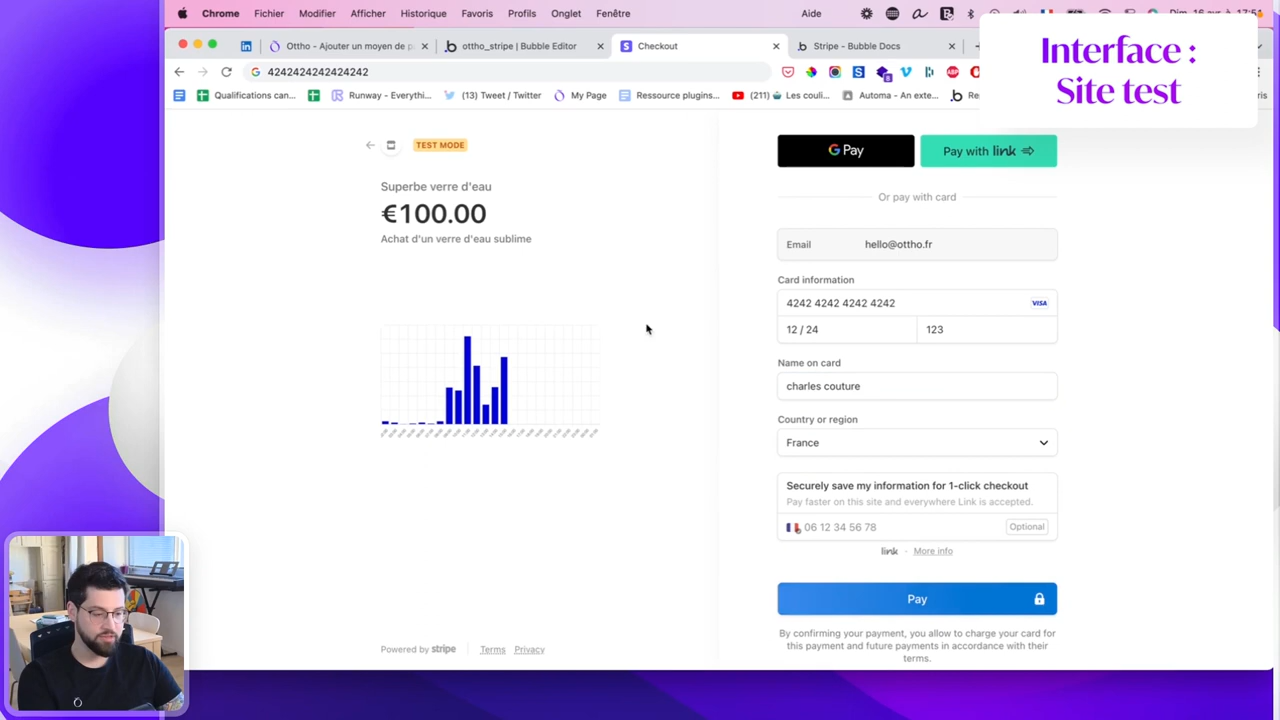 Chrome Fichier Modifier Afficher Historique Favoris Profils Onglet Fenêtre Aide
Interface :
Site test
Ottho - Ajouter un moyen de
ottho_stripe | Bubble Editor
Checkout
Stripe - Bubble Docs
4242424242424242
Qualifications can...
Runway - Everythi...
(13) Tweet / Twitter
My Page
Ressource plugins...
(211)
Les couli...
Automa - An exte...
TEST MODE
Superbe verre d'eau
€100.00
Achat d'un verre d'eau sublime
Powered by stripe
Terms
Privacy
G Pay
Pay with link
Or pay with card
Email
hello@ottho.fr
Card information
4242 4242 4242 4242
VISA
12 / 24
123
Name on card
charles couture
Country or region
France
Securely save my information for 1-click checkout
Pay faster on this site and everywhere Link is accepted.
06 12 34 56 78
Optional
link · More info
Pay
By confirming your payment, you allow to charge your card for
this payment and future payments in accordance with their
terms.